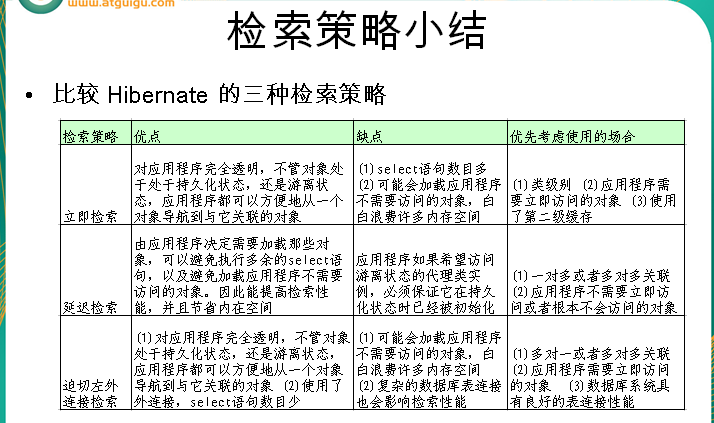 www.atguigu.com
检索策略小结
• 比较 Hibernate 的三种检索策略
检索策略 优点 缺点 优先考虑使用的场合
立即检索
对应用程序完全透明，不管对象处
于处于持久化状态，还是游离状
态，应用程序都可以方便地从一个
对象导航到与它关联的对象
(1)select语句数目多
(2)可能会加载应用程序
不需要访问的对象，白
白浪费许多内存空间
(1)类级别 (2)应用程序需
要立即访问的对象 (3)使用
了第二级缓存
延迟检索
由应用程序决定需要加载那些对
象，可以避免执行多余的select语
句，以及避免加载应用程序不需要
访问的对象。因此能提高检索性
能，并且节省内在空间
应用程序如果希望访问
游离状态的代理类实
例，必须保证它在持久
化状态时已经被初始化
(1)一对多或者多对多关联
(2)应用程序不需要立即访
问或者根本不会访问的对象
迫切左外
连接检索
(1)对应用程序完全透明，不管对象
处于持久化状态，还是游离状态，
应用程序都可以方便地从一个对象
导航到与它关联的对象 (2)使用了
外连接，select语句数目少
(1)可能会加载应用程序
不需要访问的对象，白
白浪费许多内存空间
(2)复杂的数据库表连接
也会影响检索性能
(1)多对一或者多对多关联
(2)应用程序需要立即访问
的对象 (3)数据库系统具
有良好的表连接性能